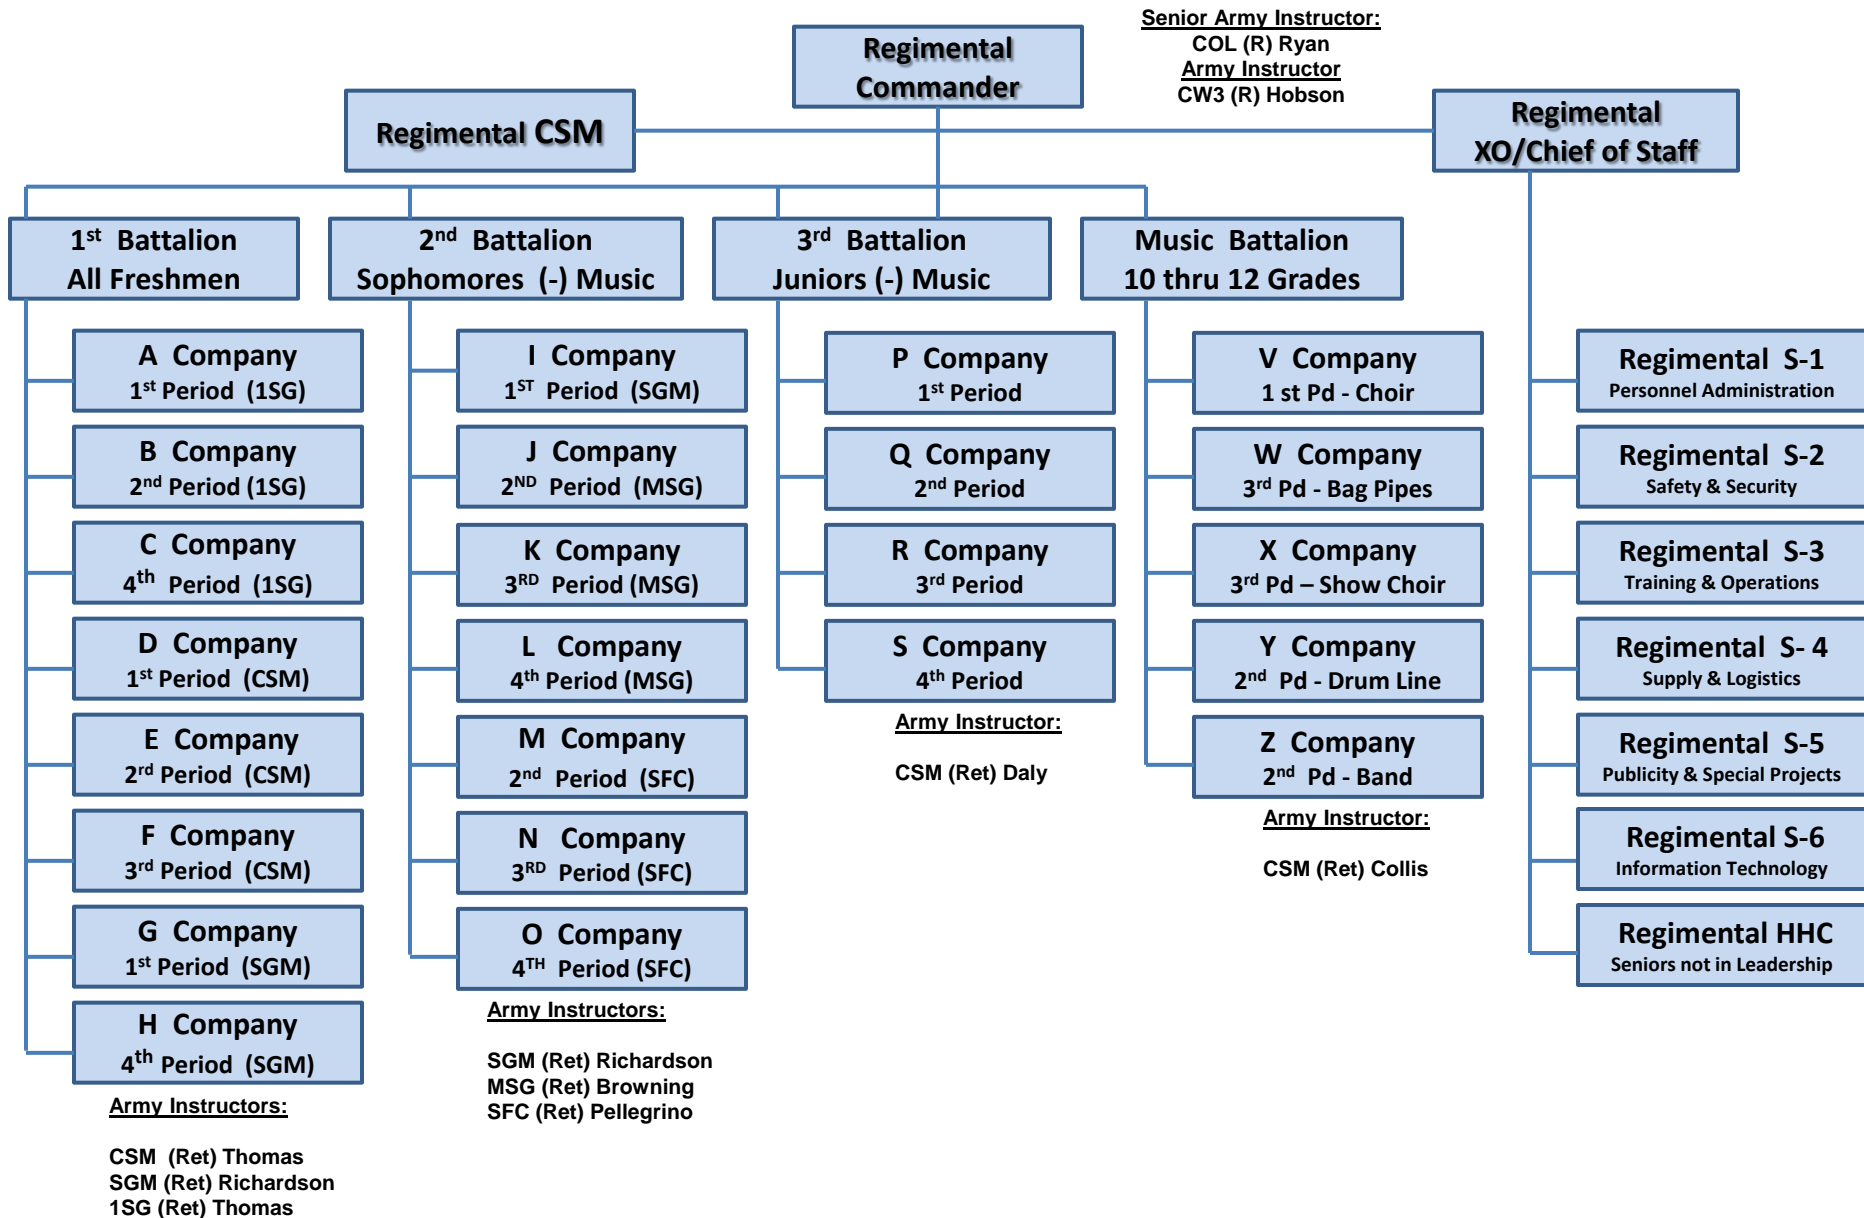 Senior Army Instructor:
COL (R) Ryan
Army Instructor
CW3 (R) Hobson
Regimental
Commander
Regimental CSM
Regimental
XO/Chief of Staff
1st Battalion
All Freshmen
2nd Battalion
Sophomores (-) Music
3rd Battalion
Juniors (-) Music
Music Battalion
10 thru 12 Grades
A Company
1st Period (1SG)
B Company
2nd Period (1SG)
C Company
4th Period (1SG)
D Company
1st Period (CSM)
E Company
2rd Period (CSM)
F Company
3rd Period (CSM)
G Company
1st Period (SGM)
H Company
4th Period (SGM)
Army Instructors:
CSM (Ret) Thomas
SGM (Ret) Richardson
1SG (Ret) Thomas
I Company
1ST Period (SGM)
J Company
2ND Period (MSG)
K Company
3RD Period (MSG)
L Company
4th Period (MSG)
M Company
2nd Period (SFC)
N Company
3RD Period (SFC)
O Company
4TH Period (SFC)
Army Instructors:
SGM (Ret) Richardson
MSG (Ret) Browning
SFC (Ret) Pellegrino
P Company
1st Period
Q Company
2nd Period
R Company
3rd Period
S Company
4th Period
Army Instructor:
CSM (Ret) Daly
V Company
1 st Pd - Choir
W Company
3rd Pd - Bag Pipes
X Company
3rd Pd – Show Choir
Y Company
2nd Pd - Drum Line
Z Company
2nd Pd - Band
Army Instructor:
CSM (Ret) Collis
Regimental S-1
Personnel Administration
Regimental S-2
Safety & Security
Regimental S-3
Training & Operations
Regimental S- 4
Supply & Logistics
Regimental S-5
Publicity & Special Projects
Regimental S-6
Information Technology
Regimental HHC
Seniors not in Leadership